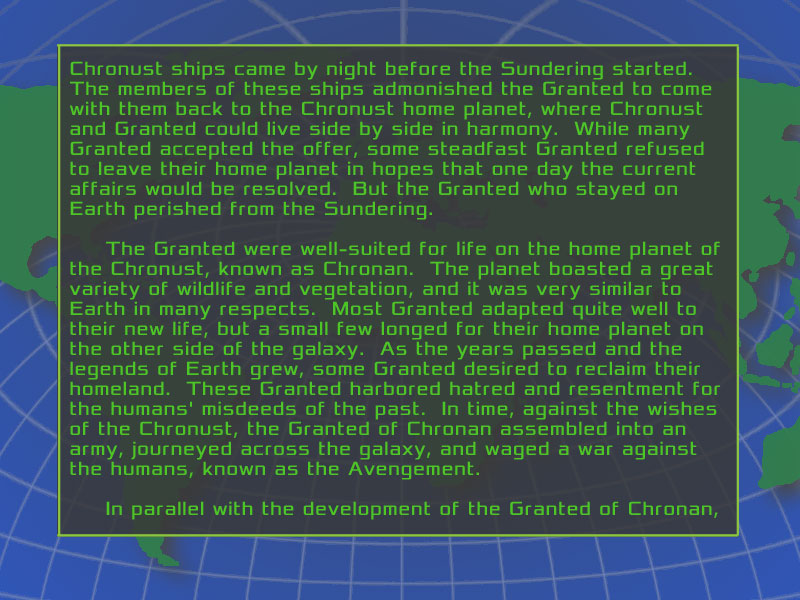 Chronust ships came by night before the Sundering started.
The members of these ships admonished the Granted to come
with them back to the Chronust home planet, where Chronust
and Granted could live side by side in harmony.  While many
Granted accepted the offer, some steadfast Granted refused
to leave their home planet in hopes that one day the current
affairs would be resolved.  But the Granted who stayed on
Earth perished from the Sundering.
The Granted were well-suited for life on the home planet of
the Chronust, known as Chronan.  The planet boasted a great
variety of wildlife and vegetation, and it was very similar to
Earth in many respects.  Most Granted adapted quite well to
their new life, but a small few longed for their home planet on
the other side of the galaxy.  As the years passed and the
legends of Earth grew, some Granted desired to reclaim their
homeland.  These Granted harbored hatred and resentment for
the humans' misdeeds of the past.  In time, against the wishes
of the Chronust, the Granted of Chronan assembled into an
army, journeyed across the galaxy, and waged a war against
the humans, known as the Avengement.
In parallel with the development of the Granted of Chronan,